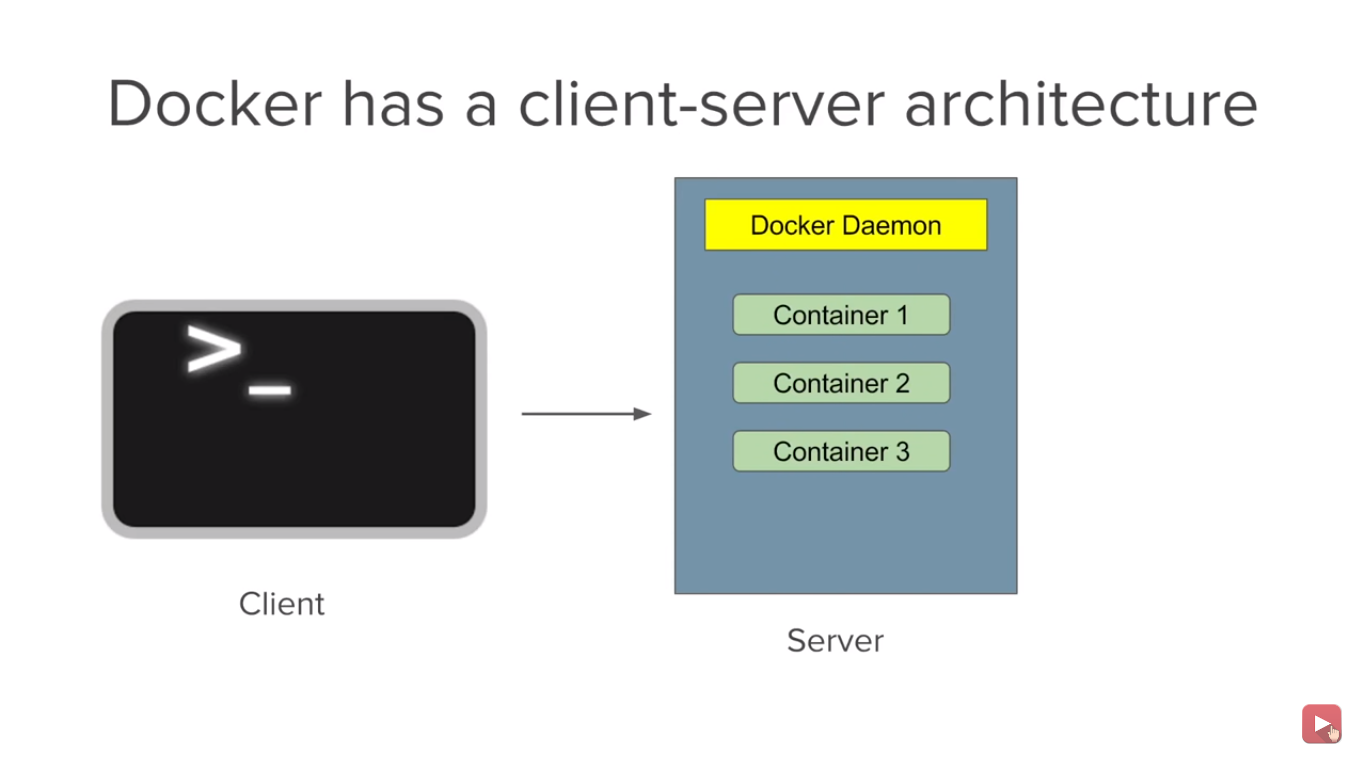 Docker has a client-server architecture
Docker Daemon
Container 1
Container 2
Container 3
>_
Client
Server